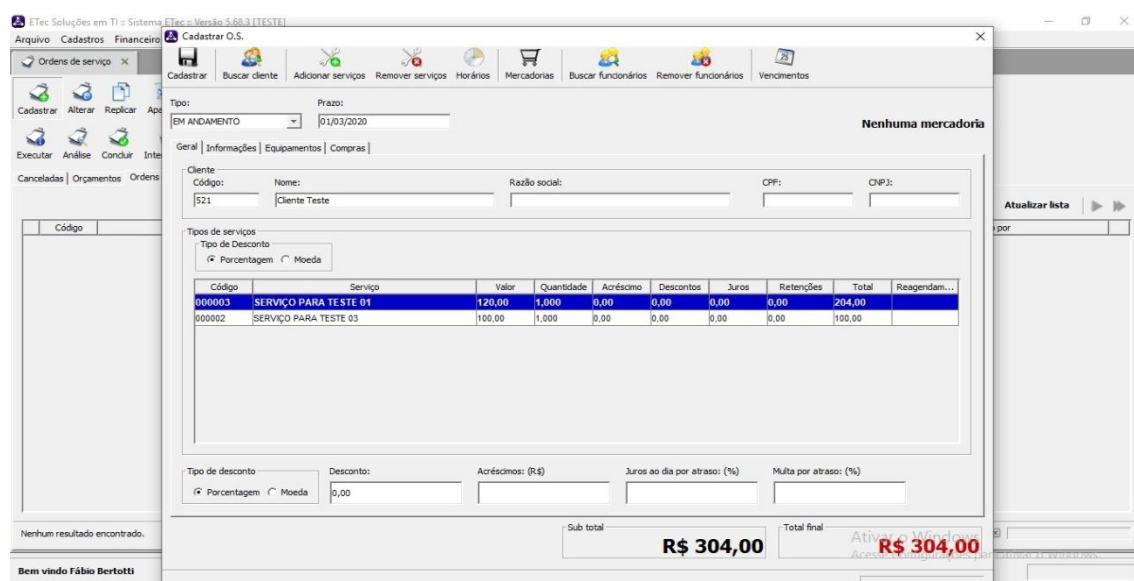 ETec Soluções em TI :: Sistema ETec :: Versão 5.68.3 [TESTE]
Arquivo Cadastros Financeiro
Cadastrar O.S.
Ordens de serviço
Cadastrar Buscar cliente Adicionar serviços Remover serviços Horários Mercadorias Buscar funcionários Remover funcionários Vencimentos
25
Cadastrar Alterar Replicar Apa
Tipo: Prazo:
EM ANDAMENTO 01/03/2020
Nenhuma mercadoria
Executar Análise Concluir Inte
Geral Informações Equipamentos Compras
Canceladas Orçamentos Ordens
Cliente
Código: Nome: Razão social: CPF: CNPJ:
521 Cliente Teste
Atualizar lista
Código
por
Tipos de serviços
Tipo de Desconto
Porcentagem Moeda
Código Serviço Valor Quantidade Acréscimo Descontos Juros Retenções Total Reagendam...
000003 SERVIÇO PARA TESTE 01 120,00 1,000 0,00 0,00 0,00 0,00 204,00
000002 SERVIÇO PARA TESTE 03 100,00 1,000 0,00 0,00 0,00 0,00 100,00
Tipo de desconto Desconto: Acréscimos: (R$) Juros ao dia por atraso: (%) Multa por atraso: (%)
Porcentagem Moeda 0,00
Nenhum resultado encontrado.
Sub total Total final
R$ 304,00 R$ 304,00
Ativar o Windows
Bem vindo Fábio Bertotti